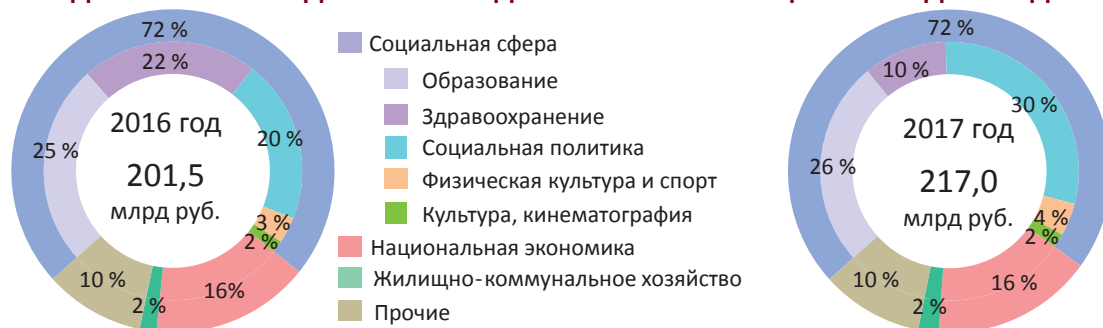 72 %
22 %
20 %
3 %
2 %
16%
2 %
10 %
25 %
2016 год
201,5
млрд руб.
Социальная сфера
Образование
Здравоохранение
Социальная политика
Физическая культура и спорт
Культура, кинематография
Национальная экономика
Жилищно-коммунальное хозяйство
Прочие
72 %
10 %
30 %
4 %
2 %
16 %
2 %
10 %
26 %
2017 год
217,0
млрд руб.